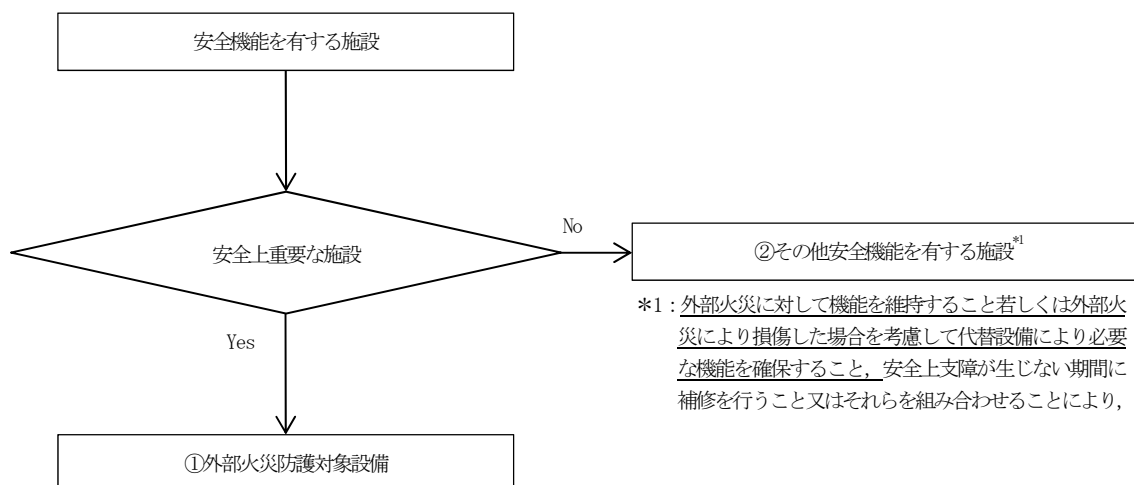 安全機能を有する施設
安全上重要な施設
No
②その他安全機能を有する施設*1
*1:外部火災に対して機能を維持すること若しくは外部火
災により損傷した場合を考慮して代替設備により必要
な機能を確保すること,安全上支障が生じない期間に
補修を行うこと又はそれらを組み合わせることにより,
Yes
①外部火災防護対象設備